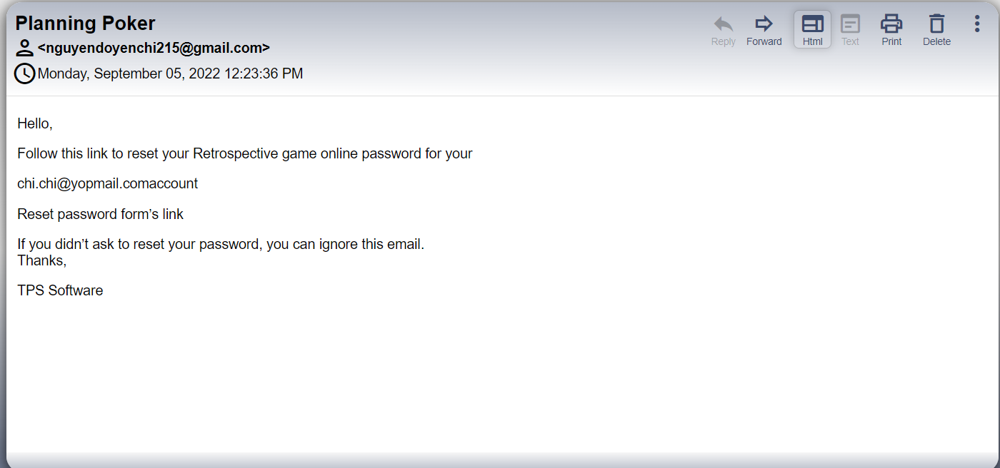 Planning Poker
<nguyendoyenchi215@gmail.com>
Monday, September 05, 2022 12:23:36 PM
Reply Forward Html Text Print Delete
Hello,
Follow this link to reset your Retrospective game online password for your
chi.chi@yopmail.comaccount
Reset password form’s link
If you didn’t ask to reset your password, you can ignore this email.
Thanks,
TPS Software